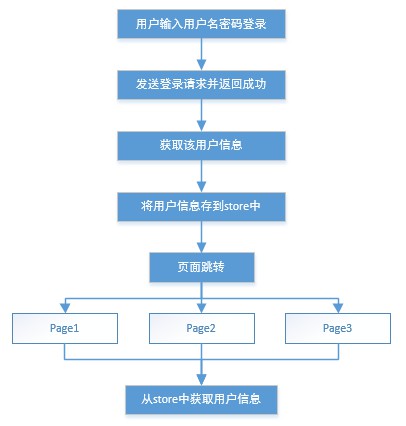 用户输入用户名密码登录
发送登录请求并返回成功
获取该用户信息
将用户信息存到store中
页面跳转
Page1
Page2
Page3
从store中获取用户信息